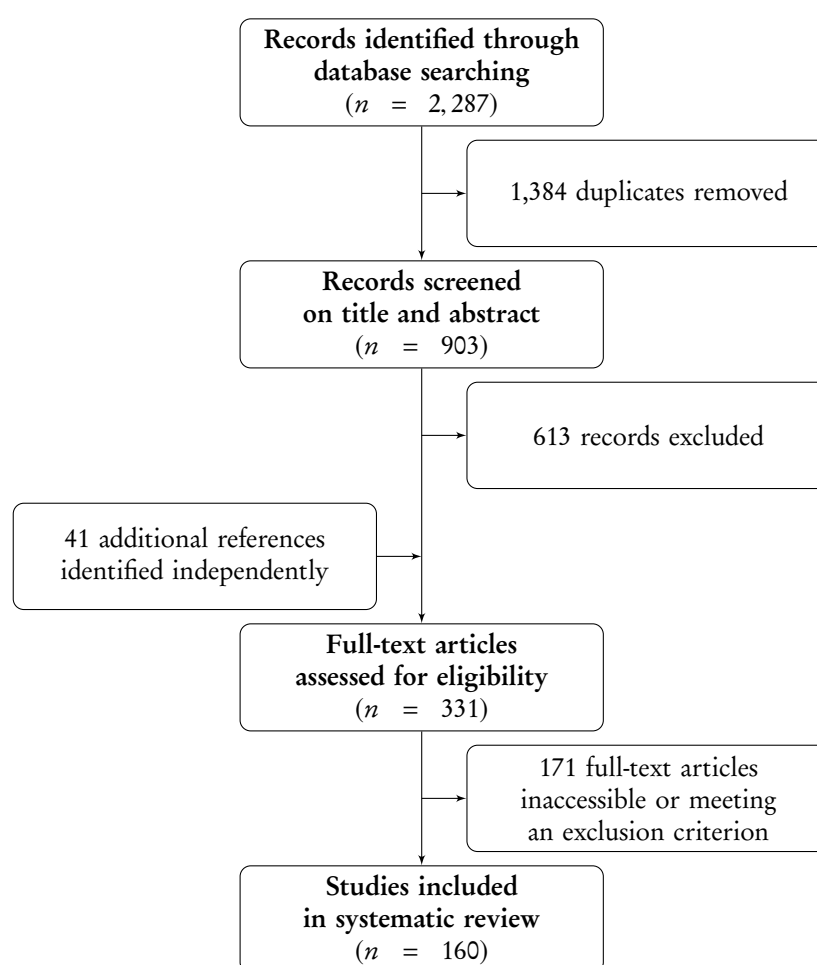 Records identified through
database searching
(n = 2,287)
1,384 duplicates removed
Records screened
on title and abstract
(n = 903)
613 records excluded
41 additional references
identified independently
Full-text articles
assessed for eligibility
(n = 331)
171 full-text articles
inaccessible or meeting
an exclusion criterion
Studies included
in systematic review
(n = 160)